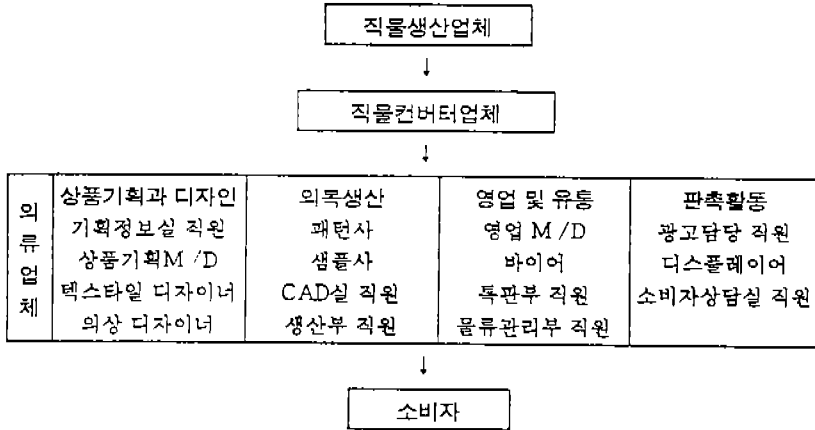 직물생산업체
↓
직물컨버터업체
↓
의류업체
상품기획과 디자인
기획정보실 직원
상품기획M/D
텍스타일 디자이너
의상 디자이너
의목생산
패턴사
샘플사
CAD실 직원
생산부 직원
영업 및 유통
영업 M/D
바이어
특판부 직원
물류관리부 직원
판촉활동
광고담당 직원
디스플레이어
소비자상담실 직원
↓
소비자